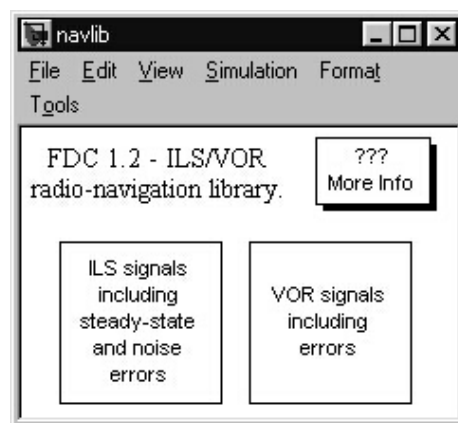 navlib
File Edit View Simulation Format
Tools
FDC 1.2 - ILS/VOR
radio-navigation library.
???
More Info
ILS signals
including
steady-state
and noise
errors
VOR signals
including
errors